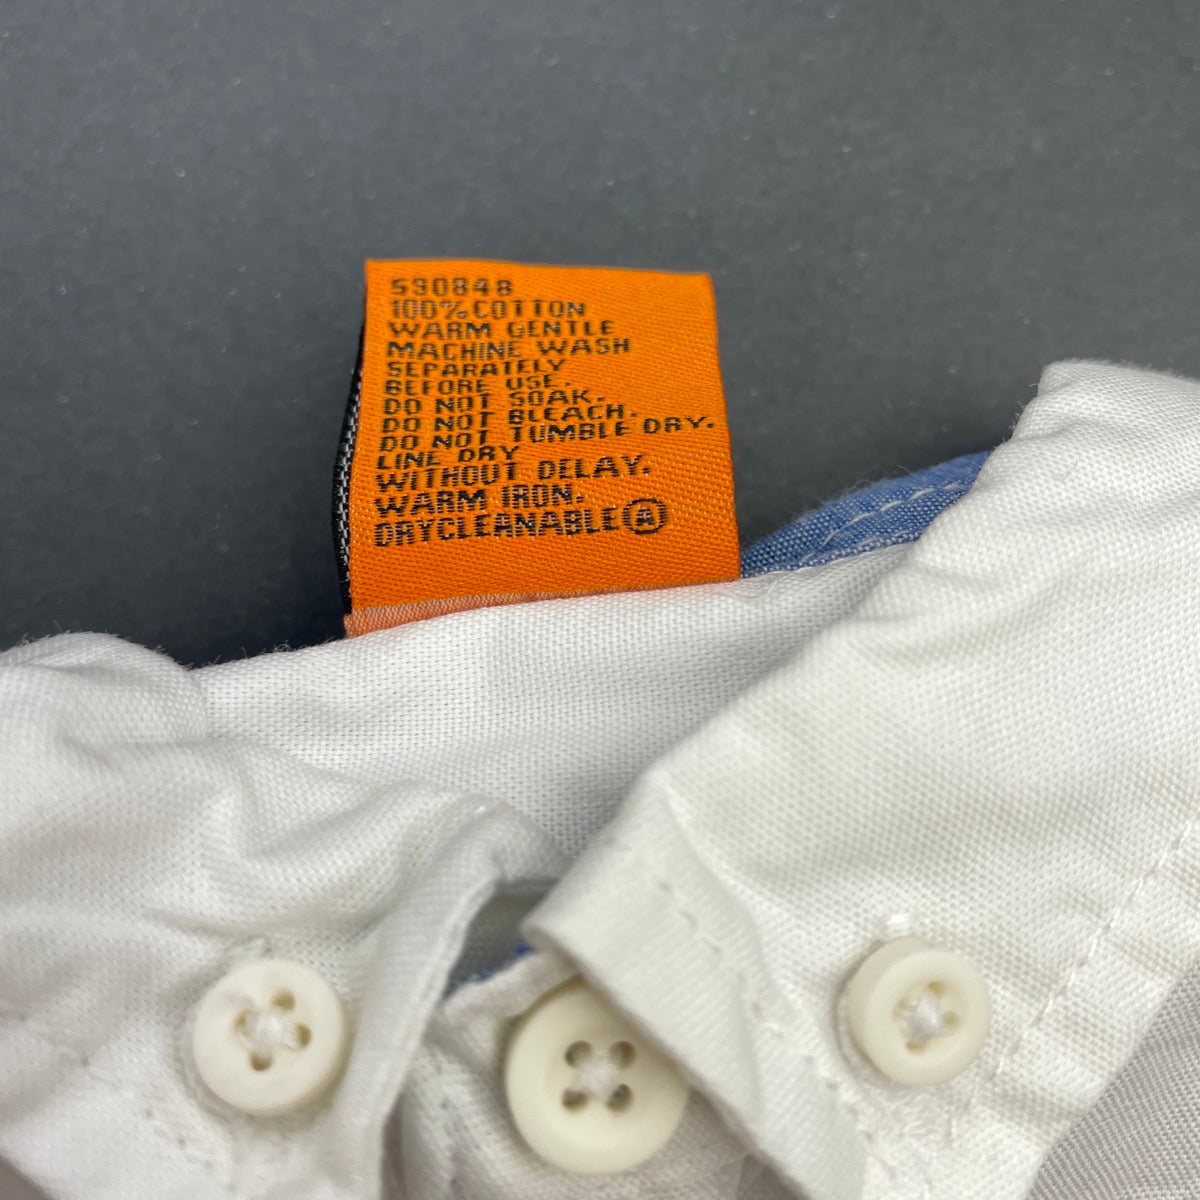 590848
100% COTTON
WARM GENTLE
MACHINE WASH
SEPARATELY
BEFORE USE.
DO NOT SOAK.
DO NOT BLEACH.
DO NOT TUMBLE DRY.
LINE DRY
WITHOUT DELAY.
WARM IRON.
DRYCLEANABLE Ⓐ